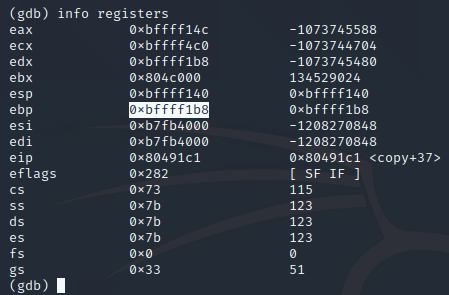 (gdb) info registers
eax 0×bffff14c -1073745588
ecx 0×bffff4c0 -1073744704
edx 0×bffff1b8 -1073745480
ebx 0×804c000 134529024
esp 0×bffff140 0×bffff140
ebp 0×bffff1b8 0×bffff1b8
esi 0×b7fb4000 -1208270848
edi 0×b7fb4000 -1208270848
eip 0×80491c1 0×80491c1 <copy+37>
eflags 0×282 [ SF IF ]
cs 0×73 115
ss 0×7b 123
ds 0×7b 123
es 0×7b 123
fs 0×0 0
gs 0×33 51
(gdb)